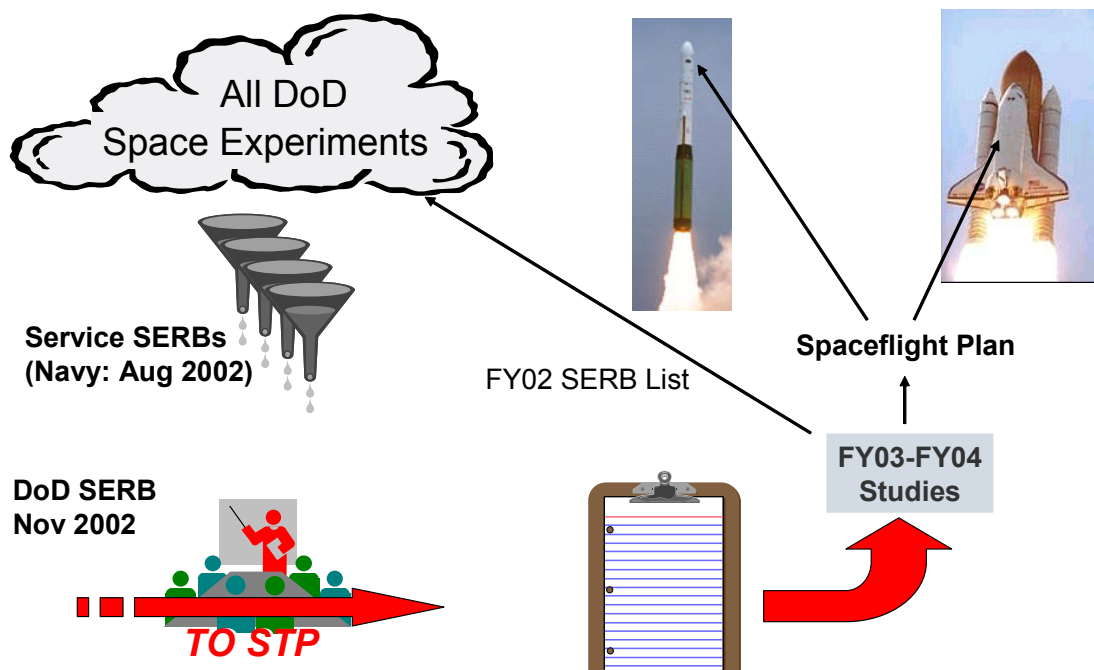 All DoD
Space Experiments
Service SERBs
(Navy: Aug 2002)
FY02 SERB List
Spaceflight Plan
FY03-FY04
Studies
DoD SERB
Nov 2002
TO STP